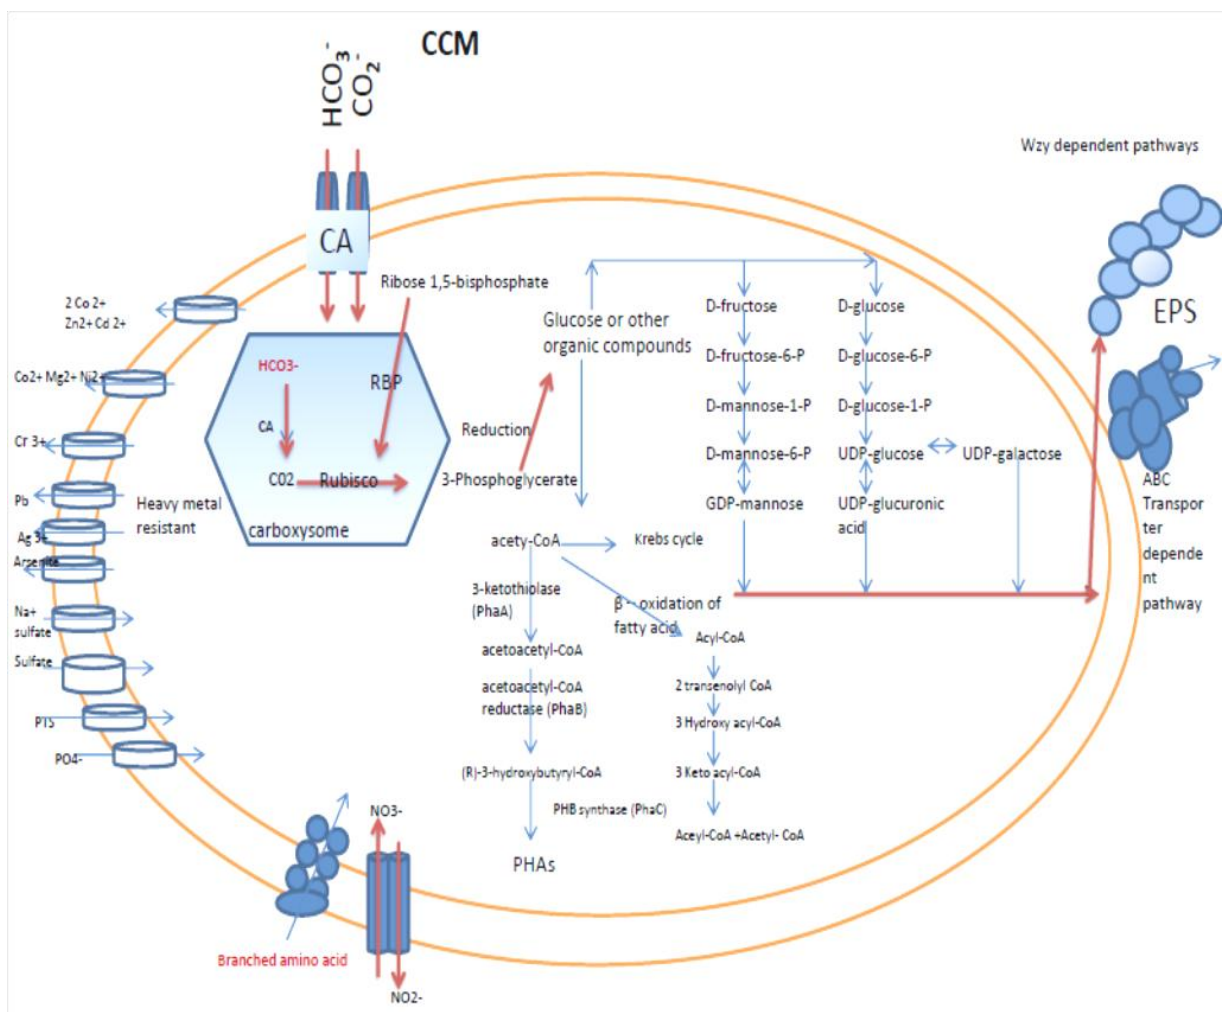 CCM
HCO3-
CO2-
CA
Wzy dependent pathways
EPS
ABC
Transpor
ter
depende
nt
pathway
2 Co 2+
Zn2+ Cd 2+
Co2+ Mg2+ Ni2+
Cr 3+
Pb
Ag 3+
Arsenite
Heavy metal
resistant
Na+
sulfate
Sulfate
PTS
PO4-
Ribose 1,5-bisphosphate
HCO3-
RBP
CA
CO2
Rubisco
carboxysome
Reduction
3-Phosphoglycerate
Glucose or other
organic compounds
D-fructose
D-fructose-6-P
D-mannose-1-P
D-mannose-6-P
GDP-mannose
D-glucose
D-glucose-6-P
D-glucose-1-P
UDP-glucose
UDP-galactose
UDP-glucuronic
acid
acety-CoA
Krebs cycle
3-ketothiolase
(PhaA)
acetoacetyl-CoA
acetoacetyl-CoA
reductase (PhaB)
(R)-3-hydroxybutyryl-CoA
PHB synthase (PhaC)
PHAs
β – oxidation of
fatty acid
Acyl-CoA
2 transenolyl CoA
3 Hydroxy acyl-CoA
3 Keto acyl-CoA
Aceyl-CoA +Acetyl- CoA
NO3-
NO2-
Branched amino acid